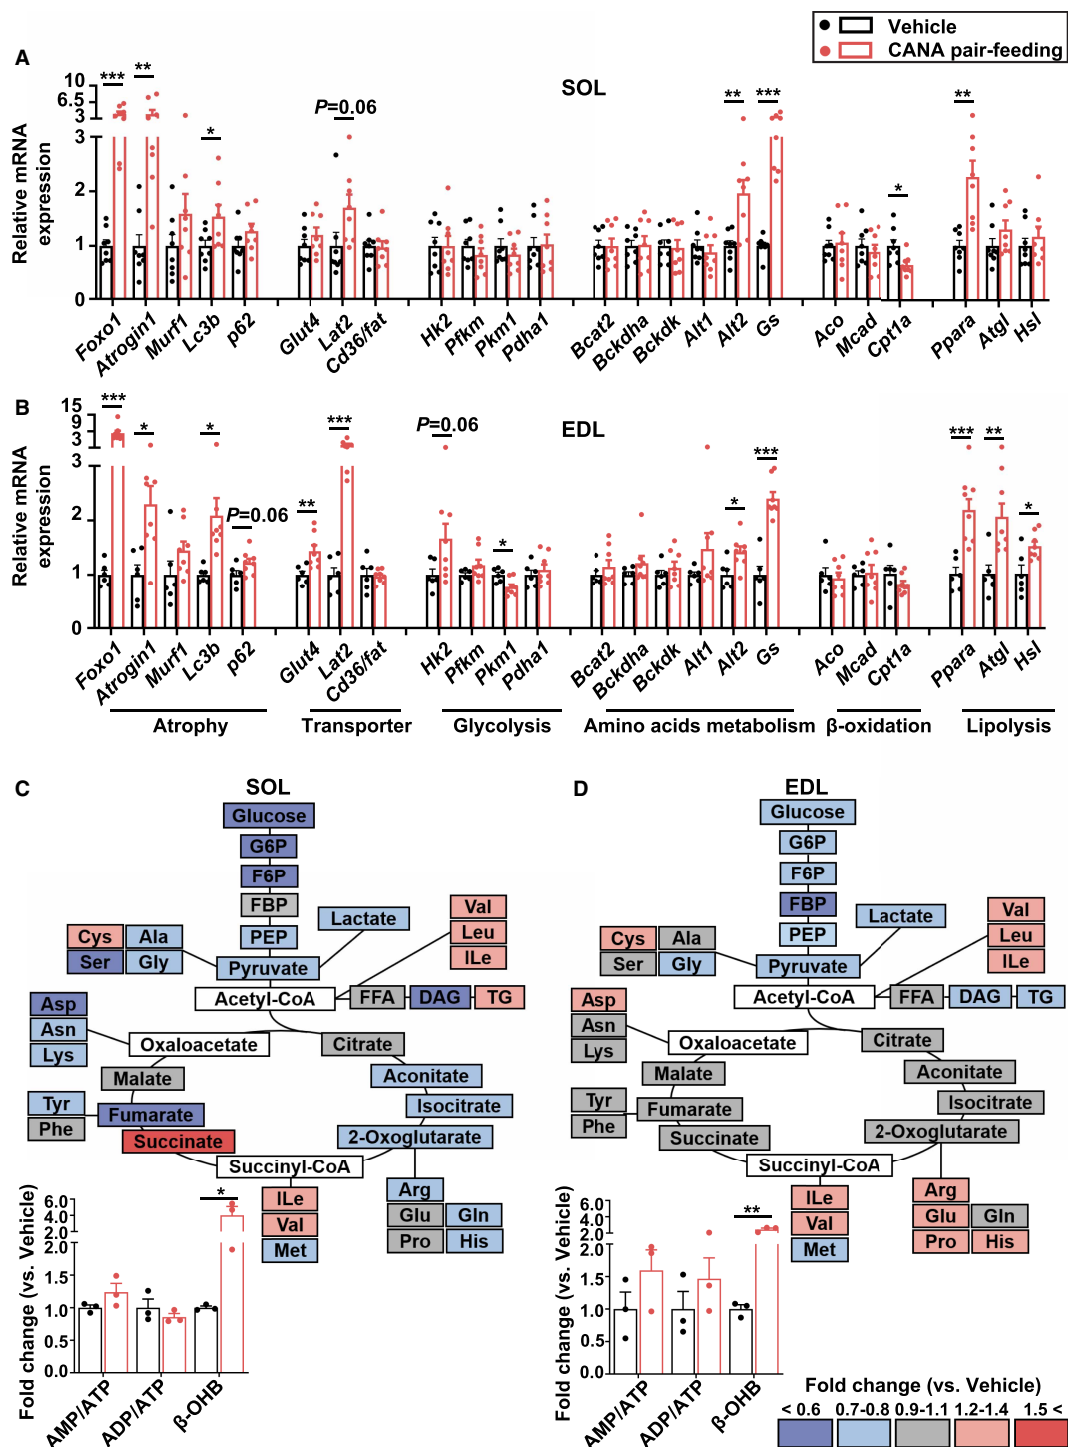 Vehicle
CANA pair-feeding
A
SOL
Relative mRNA
expression
10
6.5
3
3
2
1
0
*** ** * P=0.06 ** *** * **
Foxo1 Atrogin1 Murf1 Lc3b p62 Glut4 Lat2 Cd36/fat Hk2 Pfkm Pkm1 Pdha1 Bcat2 Bckdha Bckdk Alt1 Alt2 Gs Aco Mcad Cpt1a Ppara Atgl Hsl
B
EDL
Relative mRNA
expression
15
9
3
3
2
1
0
*** * * P=0.06 ** *** P=0.06 * * *** *** ** *
Foxo1 Atrogin1 Murf1 Lc3b p62 Glut4 Lat2 Cd36/fat Hk2 Pfkm Pkm1 Pdha1 Bcat2 Bckdha Bckdk Alt1 Alt2 Gs Aco Mcad Cpt1a Ppara Atgl Hsl
Atrophy Transporter Glycolysis Amino acids metabolism β-oxidation Lipolysis
C
SOL
Glucose
G6P
F6P
FBP
PEP
Lactate
Val
Leu
ILe
Cys Ala
Ser Gly
Pyruvate
Acetyl-CoA
FFA DAG TG
Asp
Asn
Lys
Oxaloacetate
Citrate
Malate
Aconitate
Tyr
Phe
Fumarate
Isocitrate
Succinate
2-Oxoglutarate
Succinyl-CoA
ILe
Val
Met
Arg
Glu Gln
Pro His
Fold change (vs. Vehicle)
6.0
4.0
2.0
1.5
1.0
0.5
0.0
*
AMP/ATP ADP/ATP β-OHB
D
EDL
Glucose
G6P
F6P
FBP
PEP
Lactate
Val
Leu
ILe
Cys Ala
Ser Gly
Pyruvate
Acetyl-CoA
FFA DAG TG
Asp
Asn
Lys
Oxaloacetate
Citrate
Malate
Aconitate
Tyr
Phe
Fumarate
Isocitrate
Succinate
2-Oxoglutarate
Succinyl-CoA
ILe
Val
Met
Arg
Glu Gln
Pro His
Fold change (vs. Vehicle)
6.0
4.0
2.0
2.0
1.5
1.0
0.5
0.0
**
AMP/ATP ADP/ATP β-OHB
Fold change (vs. Vehicle)
< 0.6 0.7-0.8 0.9-1.1 1.2-1.4 1.5 <